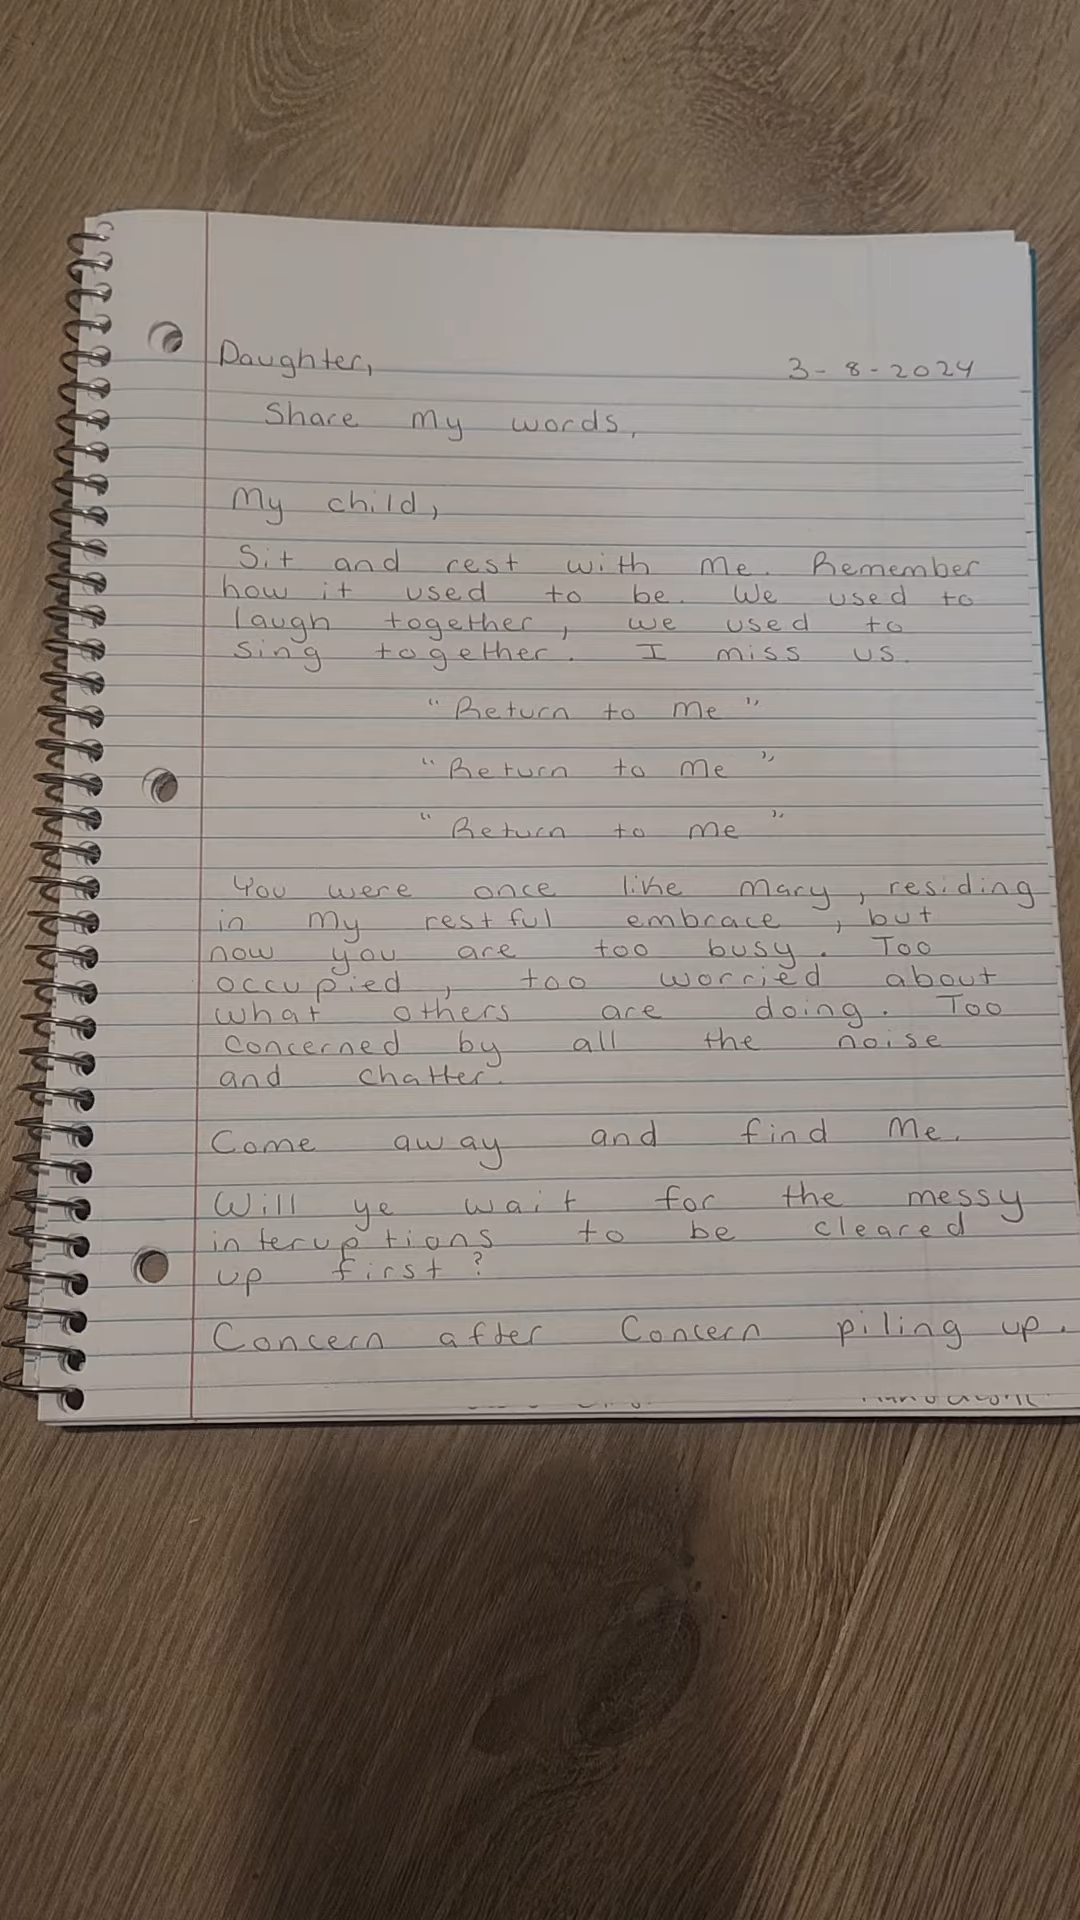 Daughter, 3-8-2024
Share my words,
My child,
Sit and rest with me. Remember
how it used to be. We used to
laugh together, we used to
sing together. I miss us.
"Return to me"
"Return to me"
"Return to me"
You were once like Mary, residing
in my restful embrace, but
now you are too busy. Too
occupied, too worried about
what others are doing. Too
concerned by all the noise
and chatter.
Come away and find me.
Will ye wait for the messy
interuptions to be cleared
up first?
Concern after concern piling up.